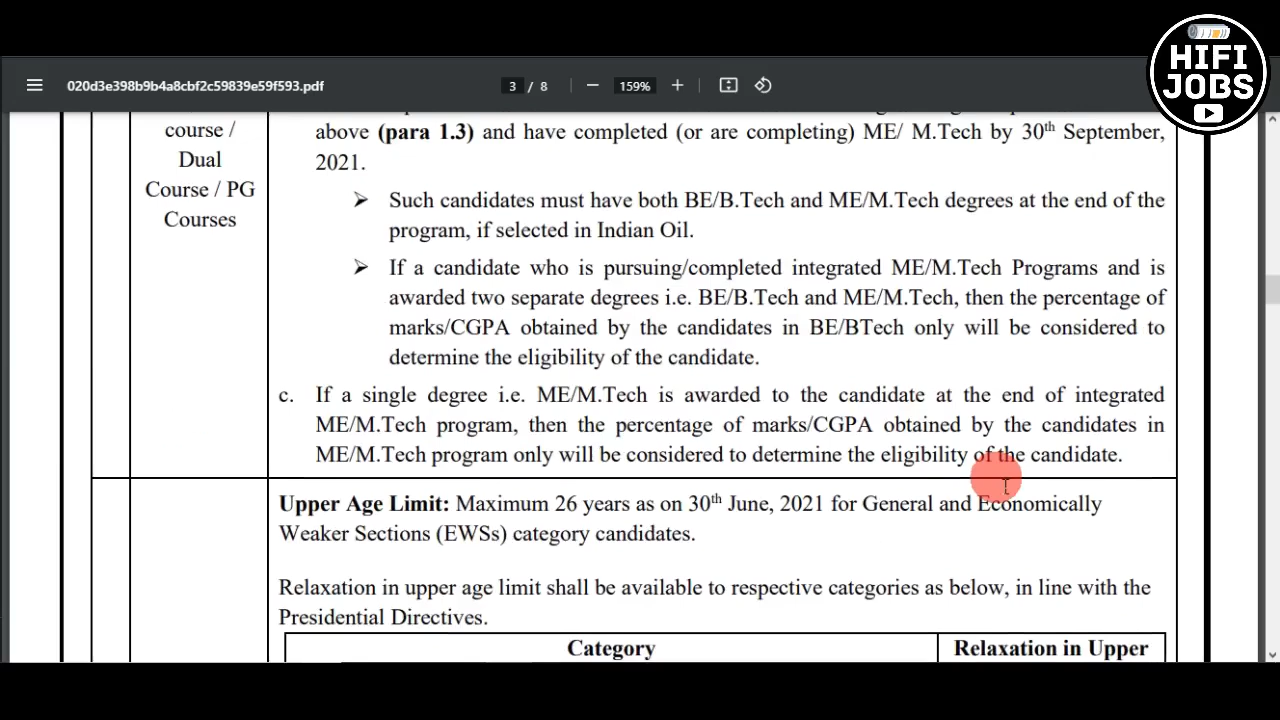 HIFI
JOBS
020d3e398b9b4a8cbf2c59839e59f593.pdf
3 / 8
159%
course /
Dual
Course / PG
Courses
above (para 1.3) and have completed (or are completing) ME/ M.Tech by 30th September,
2021.
➢ Such candidates must have both BE/B.Tech and ME/M.Tech degrees at the end of the
program, if selected in Indian Oil.
➢ If a candidate who is pursuing/completed integrated ME/M.Tech Programs and is
awarded two separate degrees i.e. BE/B.Tech and ME/M.Tech, then the percentage of
marks/CGPA obtained by the candidates in BE/BTech only will be considered to
determine the eligibility of the candidate.
c. If a single degree i.e. ME/M.Tech is awarded to the candidate at the end of integrated
ME/M.Tech program, then the percentage of marks/CGPA obtained by the candidates in
ME/M.Tech program only will be considered to determine the eligibility of the candidate.
Upper Age Limit: Maximum 26 years as on 30th June, 2021 for General and Economically
Weaker Sections (EWSs) category candidates.
Relaxation in upper age limit shall be available to respective categories as below, in line with the
Presidential Directives.
Category
Relaxation in Upper